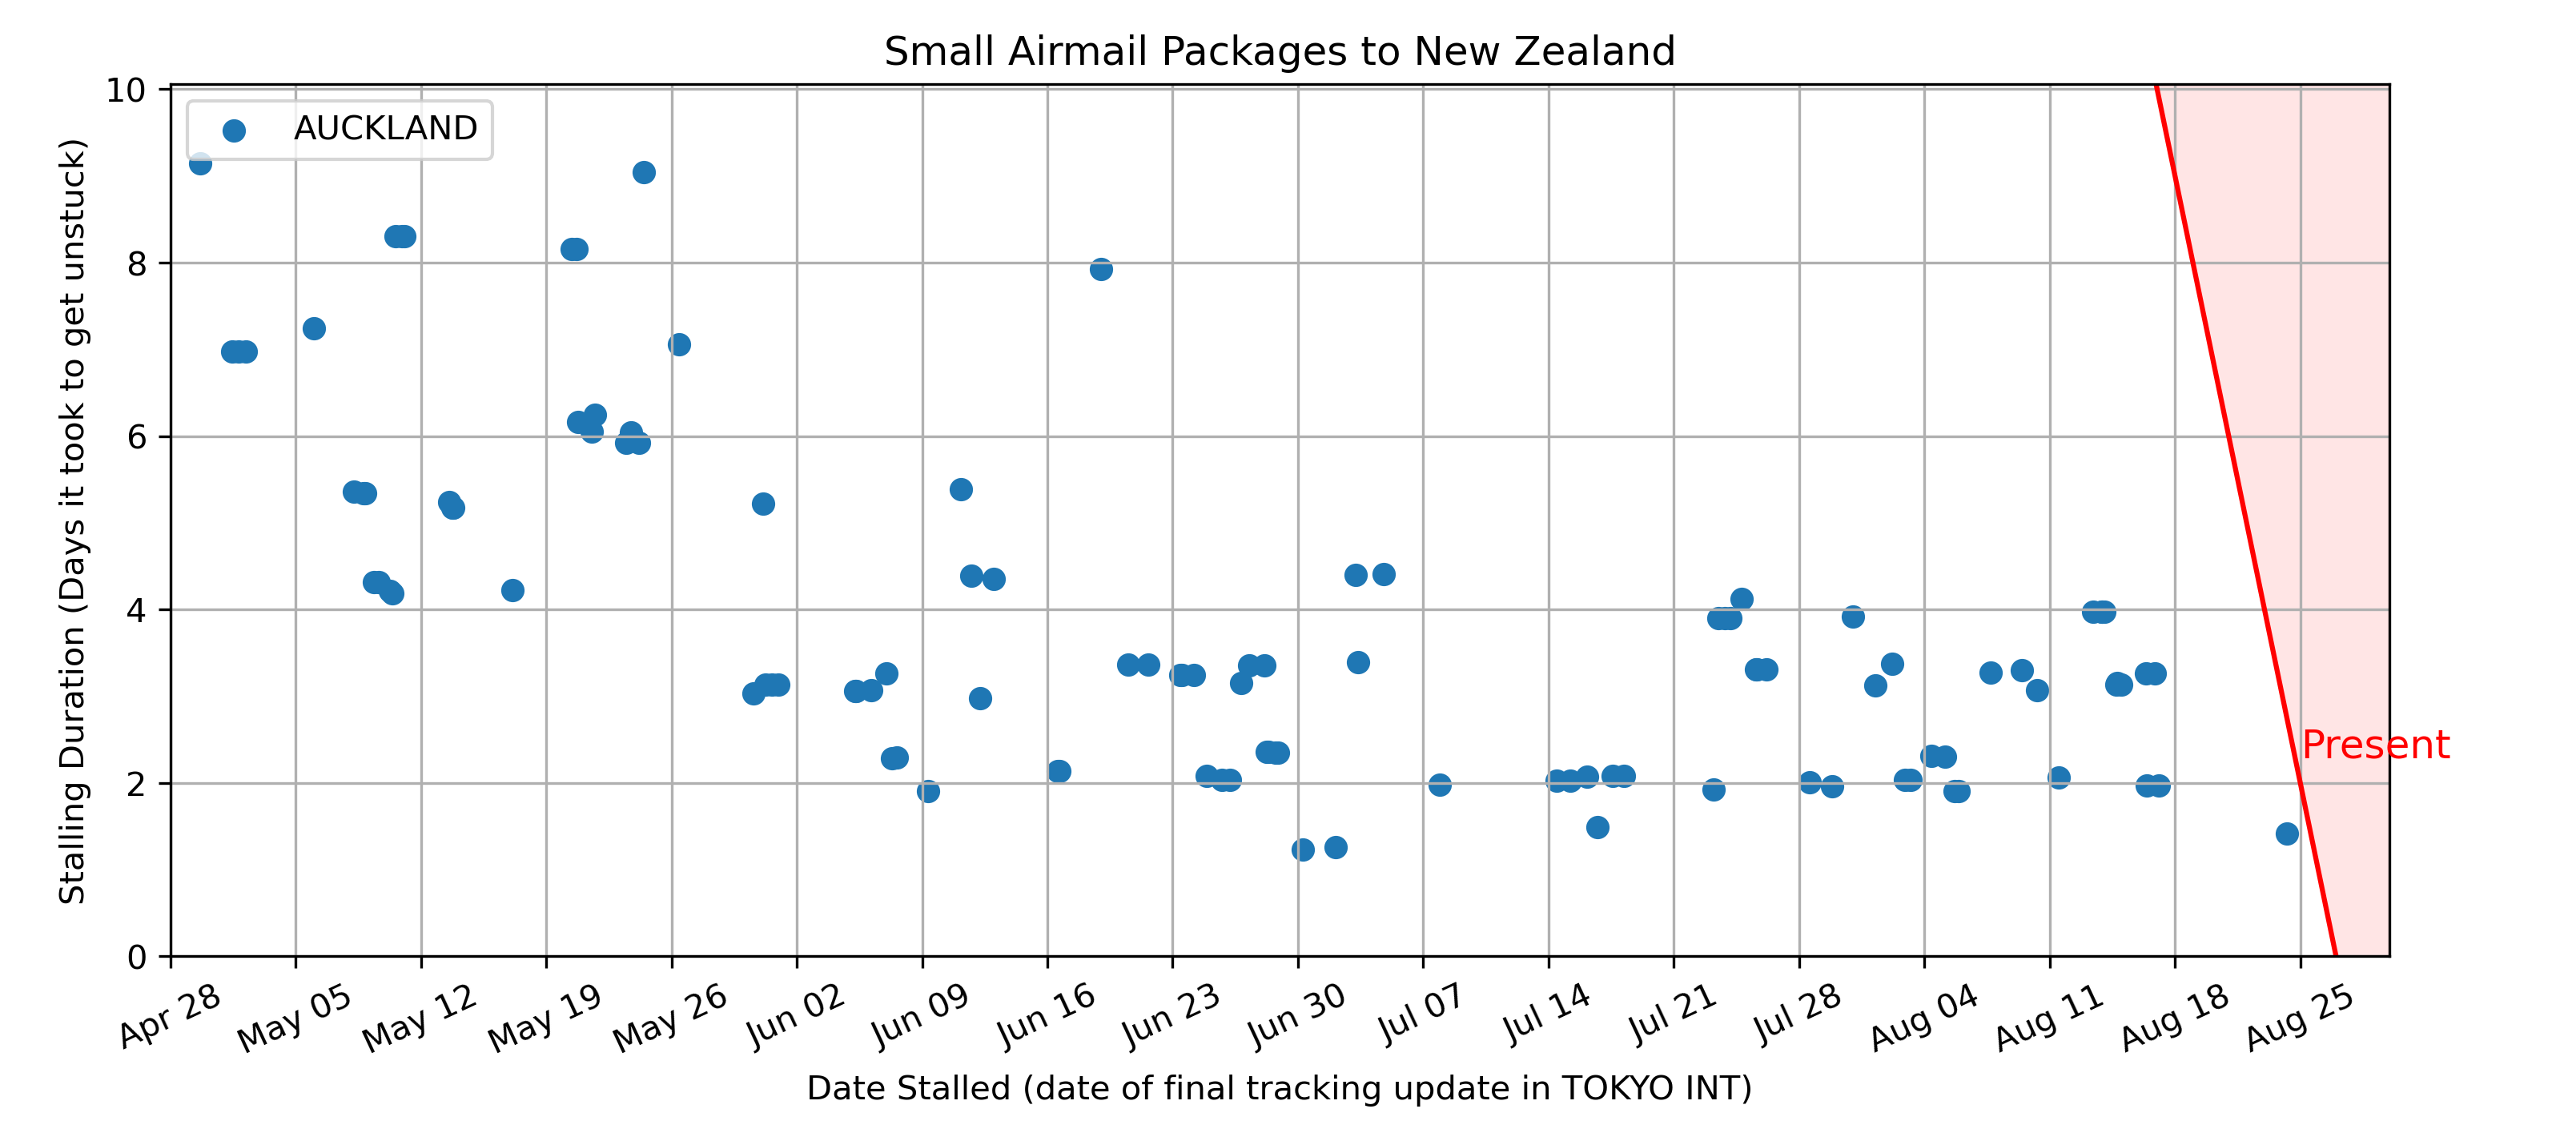 Small Airmail Packages to New Zealand
AUCKLAND
Stalling Duration (Days it took to get unstuck)
10
8
6
4
2
0
Present
Apr 28
May 05
May 12
May 19
May 26
Jun 02
Jun 09
Jun 16
Jun 23
Jun 30
Jul 07
Jul 14
Jul 21
Jul 28
Aug 04
Aug 11
Aug 18
Aug 25
Date Stalled (date of final tracking update in TOKYO INT)